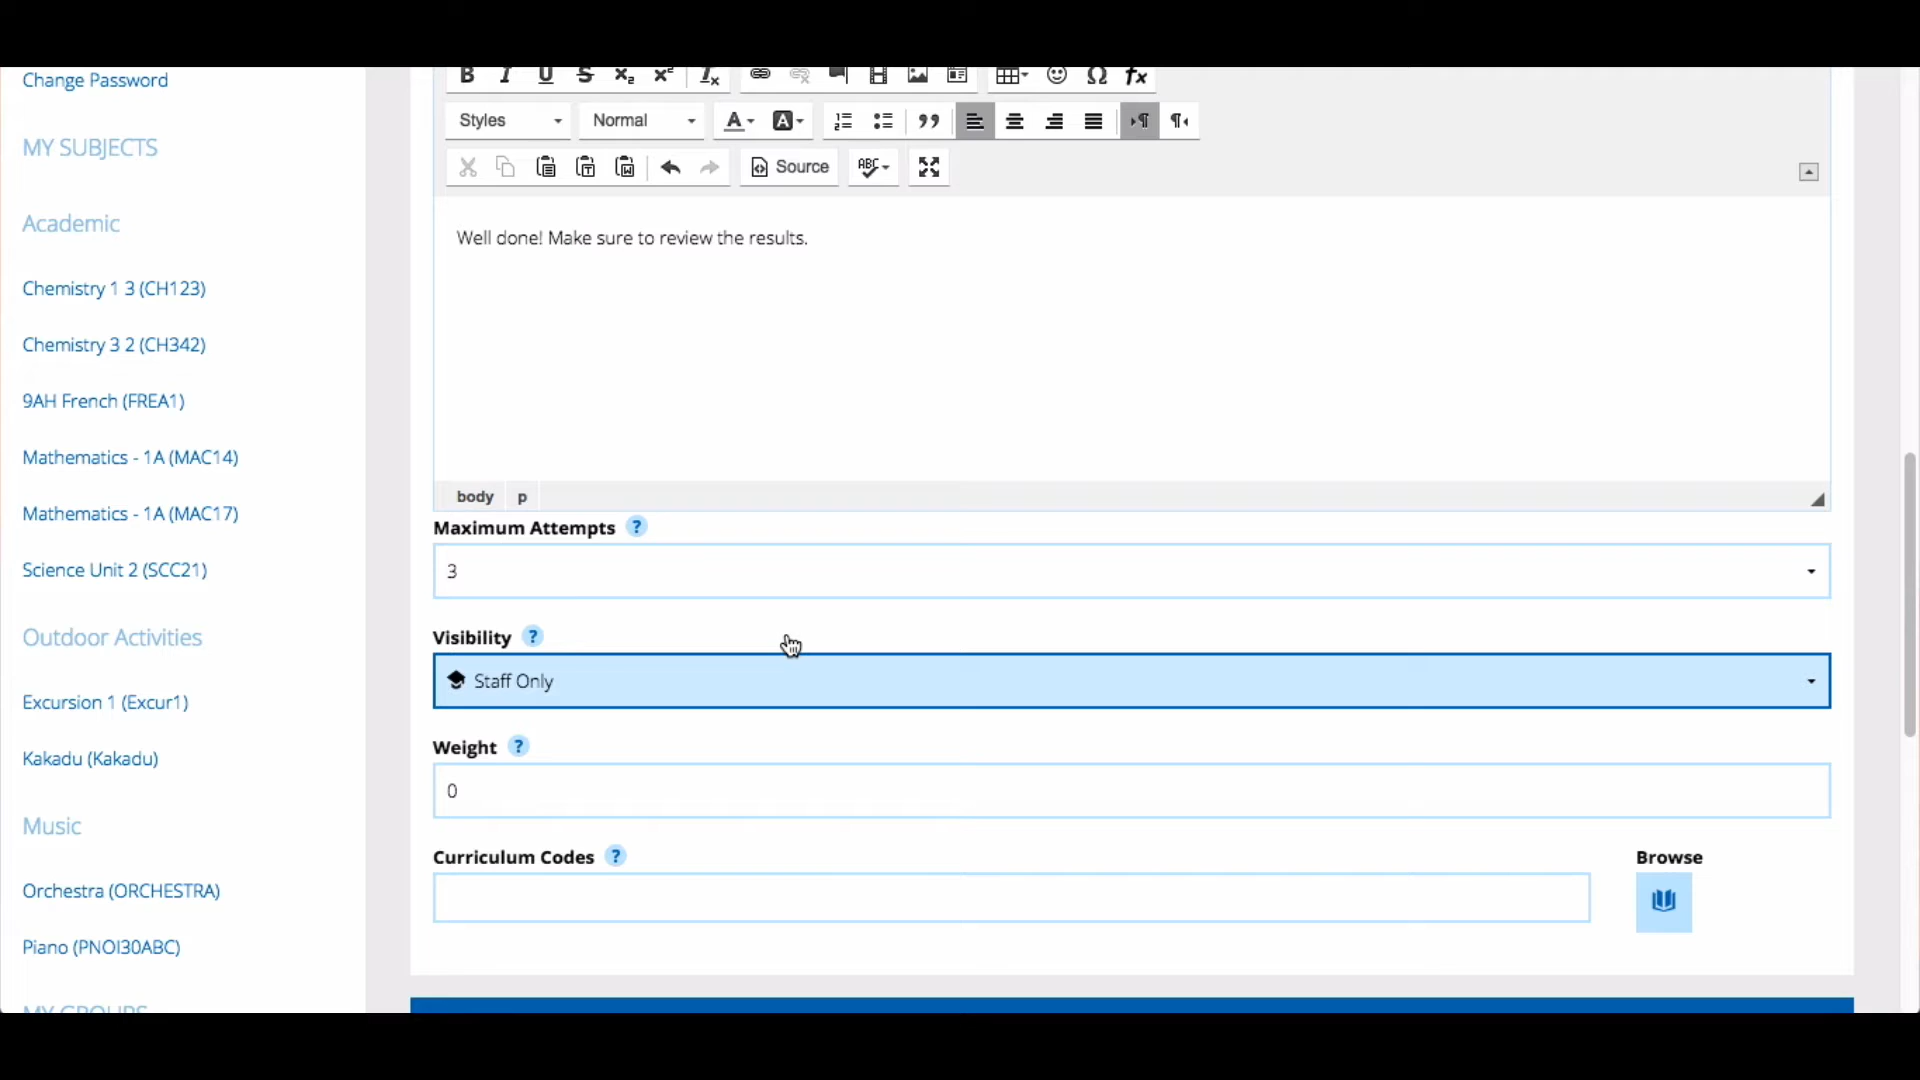 Change Password
MY SUBJECTS
Academic
Chemistry 1 3 (CH123)
Chemistry 3 2 (CH342)
9AH French (FREA1)
Mathematics - 1A (MAC14)
Mathematics - 1A (MAC17)
Science Unit 2 (SCC21)
Outdoor Activities
Excursion 1 (Excur1)
Kakadu (Kakadu)
Music
Orchestra (ORCHESTRA)
Piano (PNOI30ABC)
MY GROUPS
Styles
Normal
Source
Well done! Make sure to review the results.
body p
Maximum Attempts ?
3
Visibility ?
Staff Only
Weight ?
0
Curriculum Codes ?
Browse